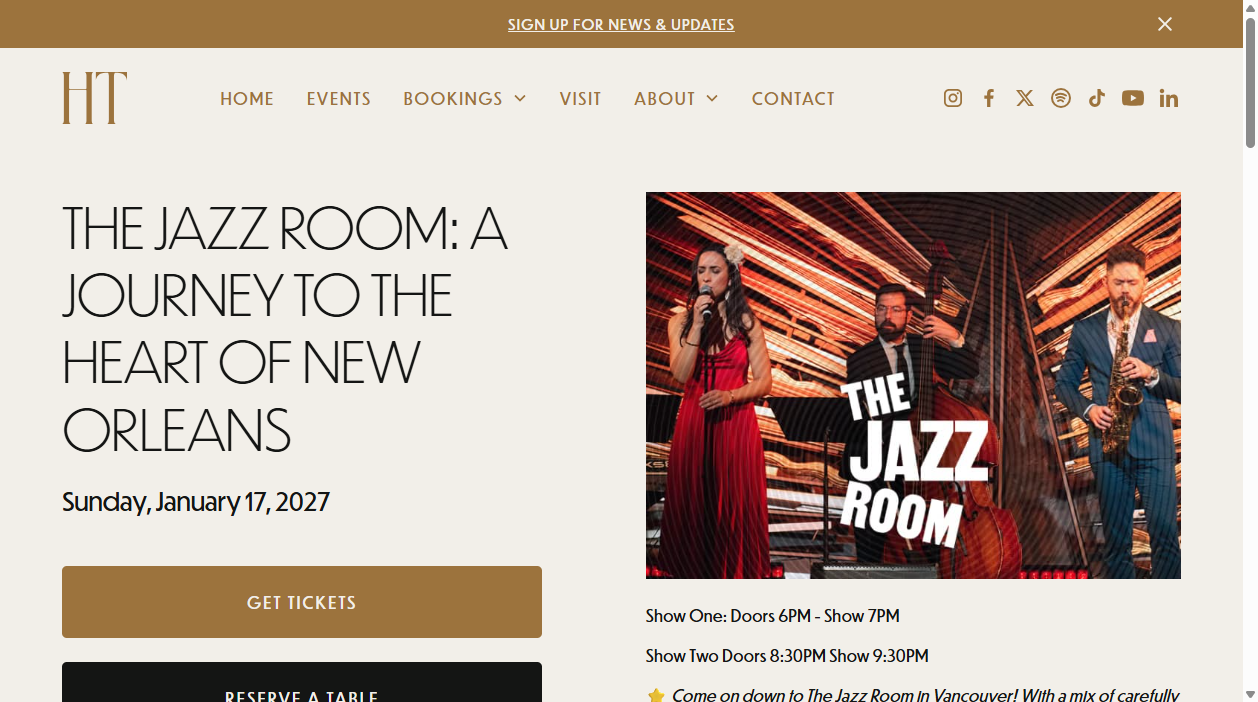 SIGN UP FOR NEWS & UPDATES
HT
HOME EVENTS BOOKINGS VISIT ABOUT CONTACT
THE JAZZ ROOM: A
JOURNEY TO THE
HEART OF NEW
ORLEANS
Sunday, January 17, 2027
GET TICKETS
RESERVE A TABLE
THE
JAZZ
ROOM
Show One: Doors 6PM - Show 7PM
Show Two Doors 8:30PM Show 9:30PM
⭐ Come on down to The Jazz Room in Vancouver! With a mix of carefully